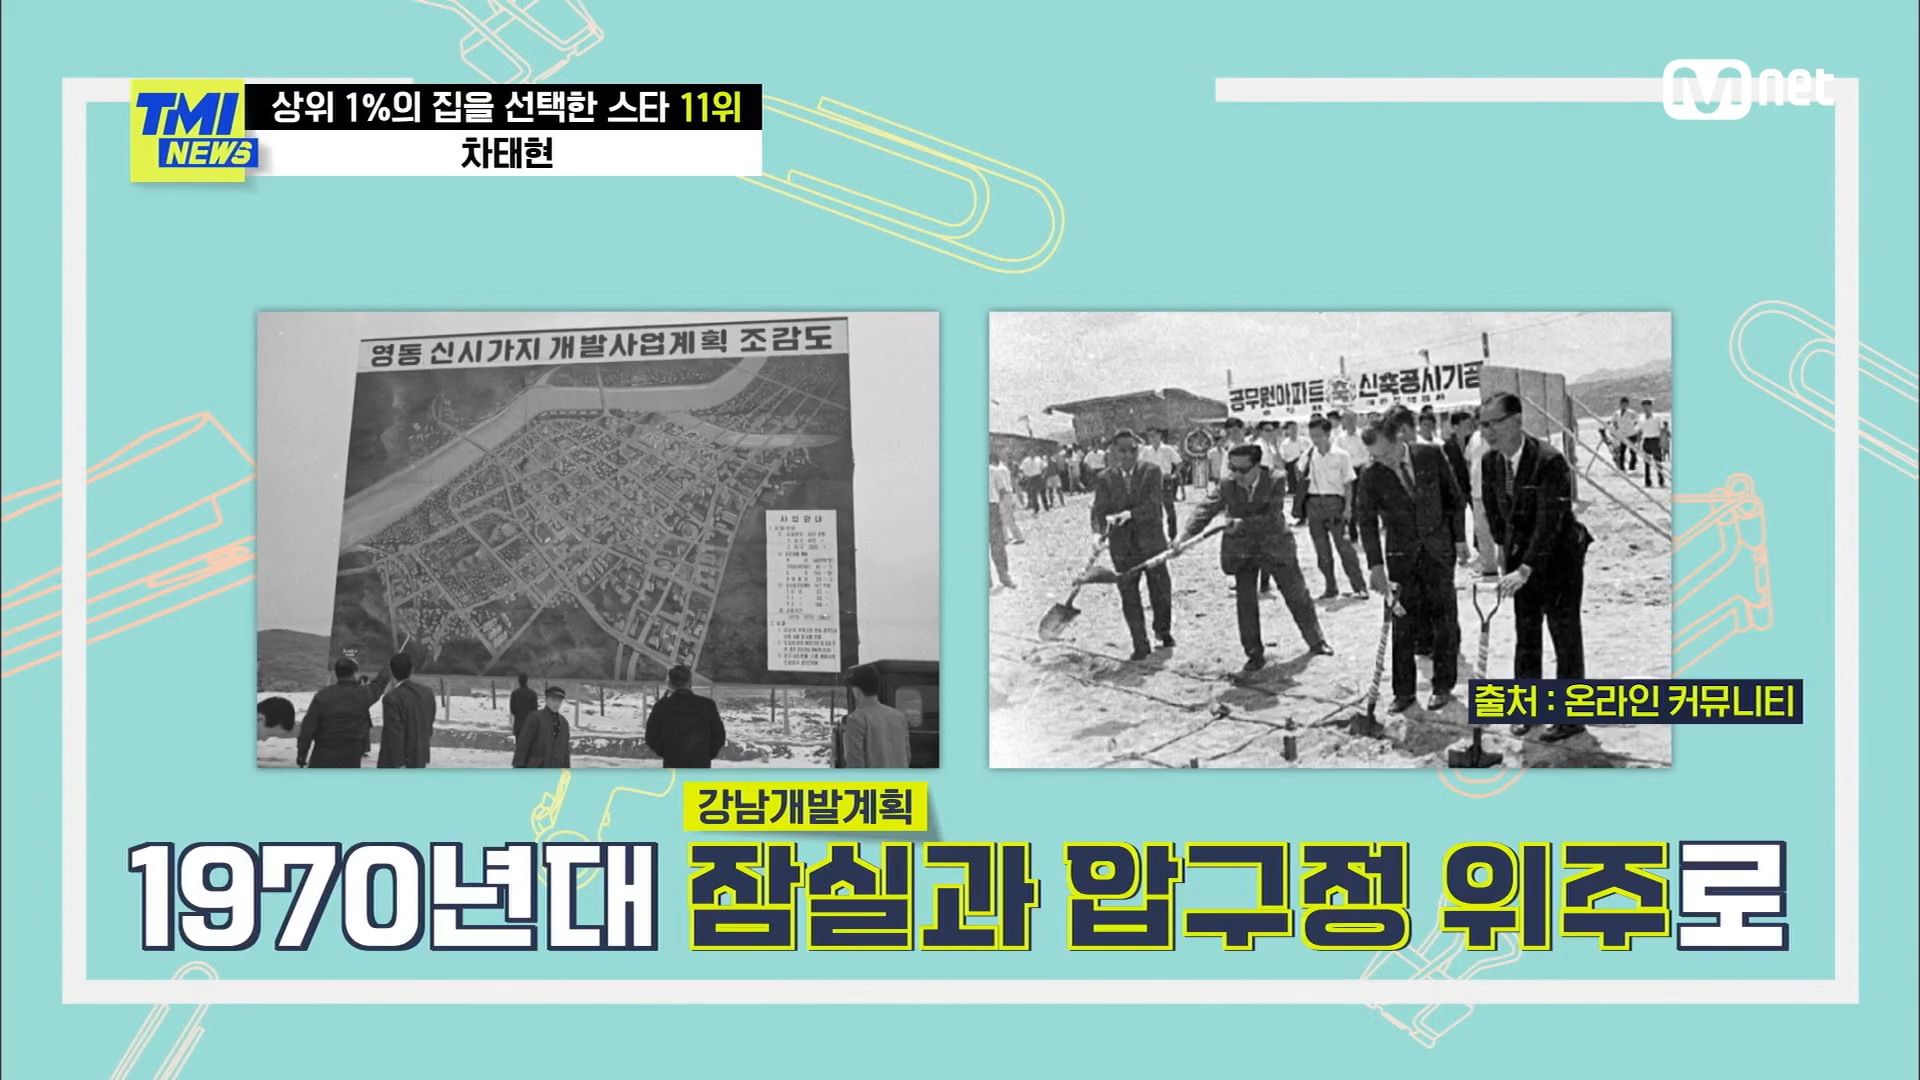 TMI NEWS
상위 1%의 집을 선택한 스타 11위
차태현
Mnet
영동 신시가지 개발사업계획 조감도
사업안내
공무원아파트 신축공사기공
출처 : 온라인 커뮤니티
강남개발계획
1970년대 잠실과 압구정 위주로